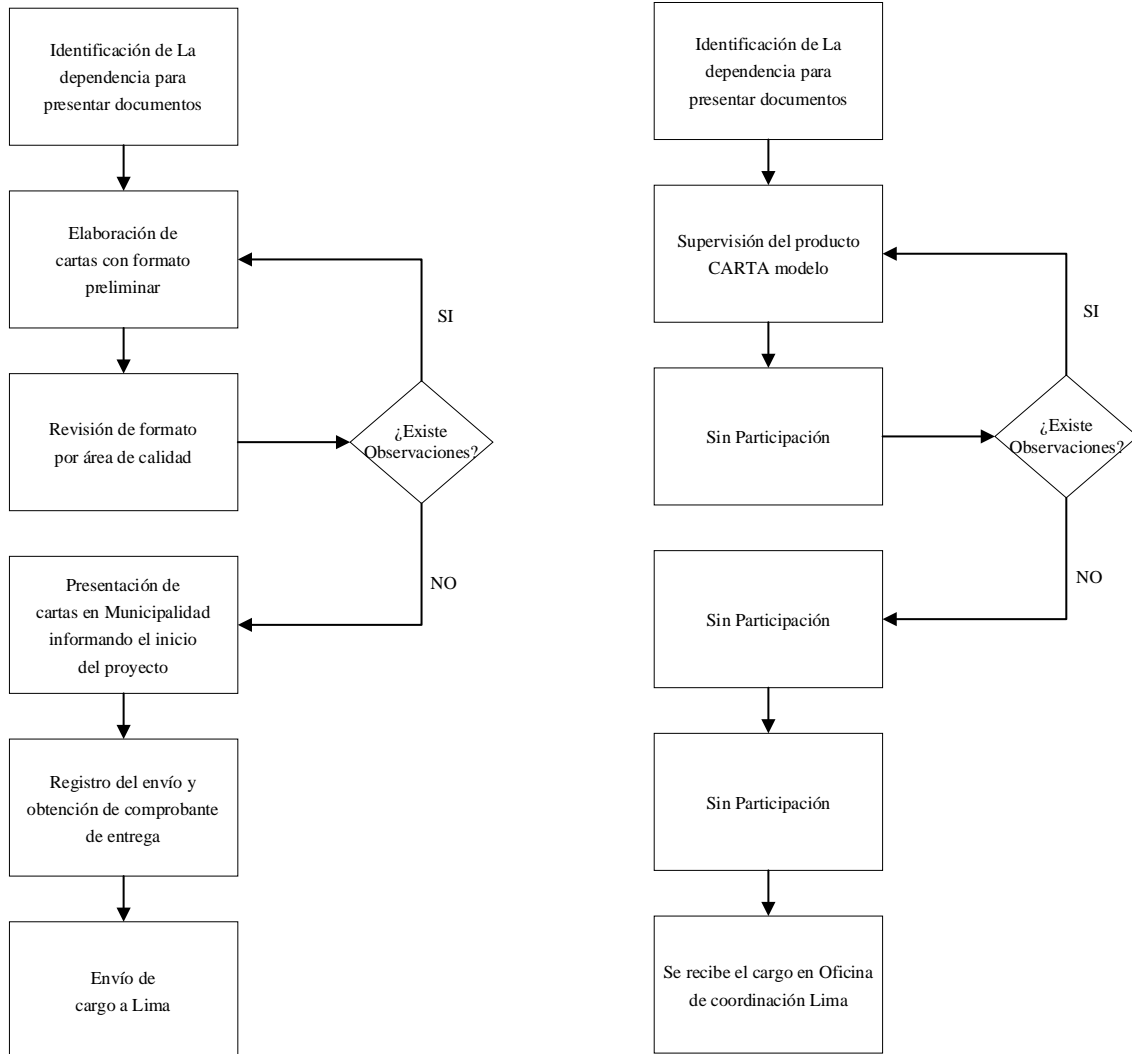 Identificación de La
dependencia para
presentar documentos
Elaboración de
cartas con formato
preliminar
SI
Revisión de formato
por área de calidad
¿Existe
Observaciones?
NO
Presentación de
cartas en Municipalidad
informando el inicio
del proyecto
Registro del envío y
obtención de comprobante
de entrega
Envío de
cargo a Lima
Identificación de La
dependencia para
presentar documentos
Supervisión del producto
CARTA modelo
SI
Sin Participación
¿Existe
Observaciones?
NO
Sin Participación
Sin Participación
Se recibe el cargo en Oficina
de coordinación Lima